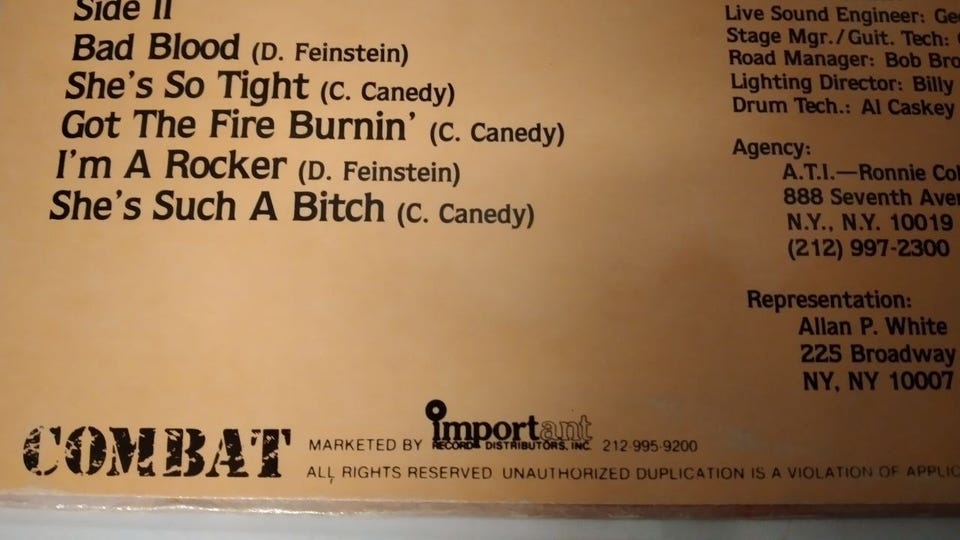 Side II
Bad Blood (D. Feinstein)
She's So Tight (C. Canedy)
Got The Fire Burnin' (C. Canedy)
I'm A Rocker (D. Feinstein)
She's Such A Bitch (C. Canedy)
Live Sound Engineer:
Stage Mgr./Guit. Tech:
Road Manager: Bob
Lighting Director: Billy
Drum Tech.: Al Caskey
Agency:
A.T.I.—Ronnie
888 Seventh
N.Y., N.Y. 10019
(212) 997-2300
Representation:
Allan P. White
225 Broadway
NY, NY 10007
COMBAT
MARKETED BY important
RECORD DISTRIBUTORS, INC. 212 995-9200
ALL RIGHTS RESERVED UNAUTHORIZED DUPLICATION IS A VIOLATION OF